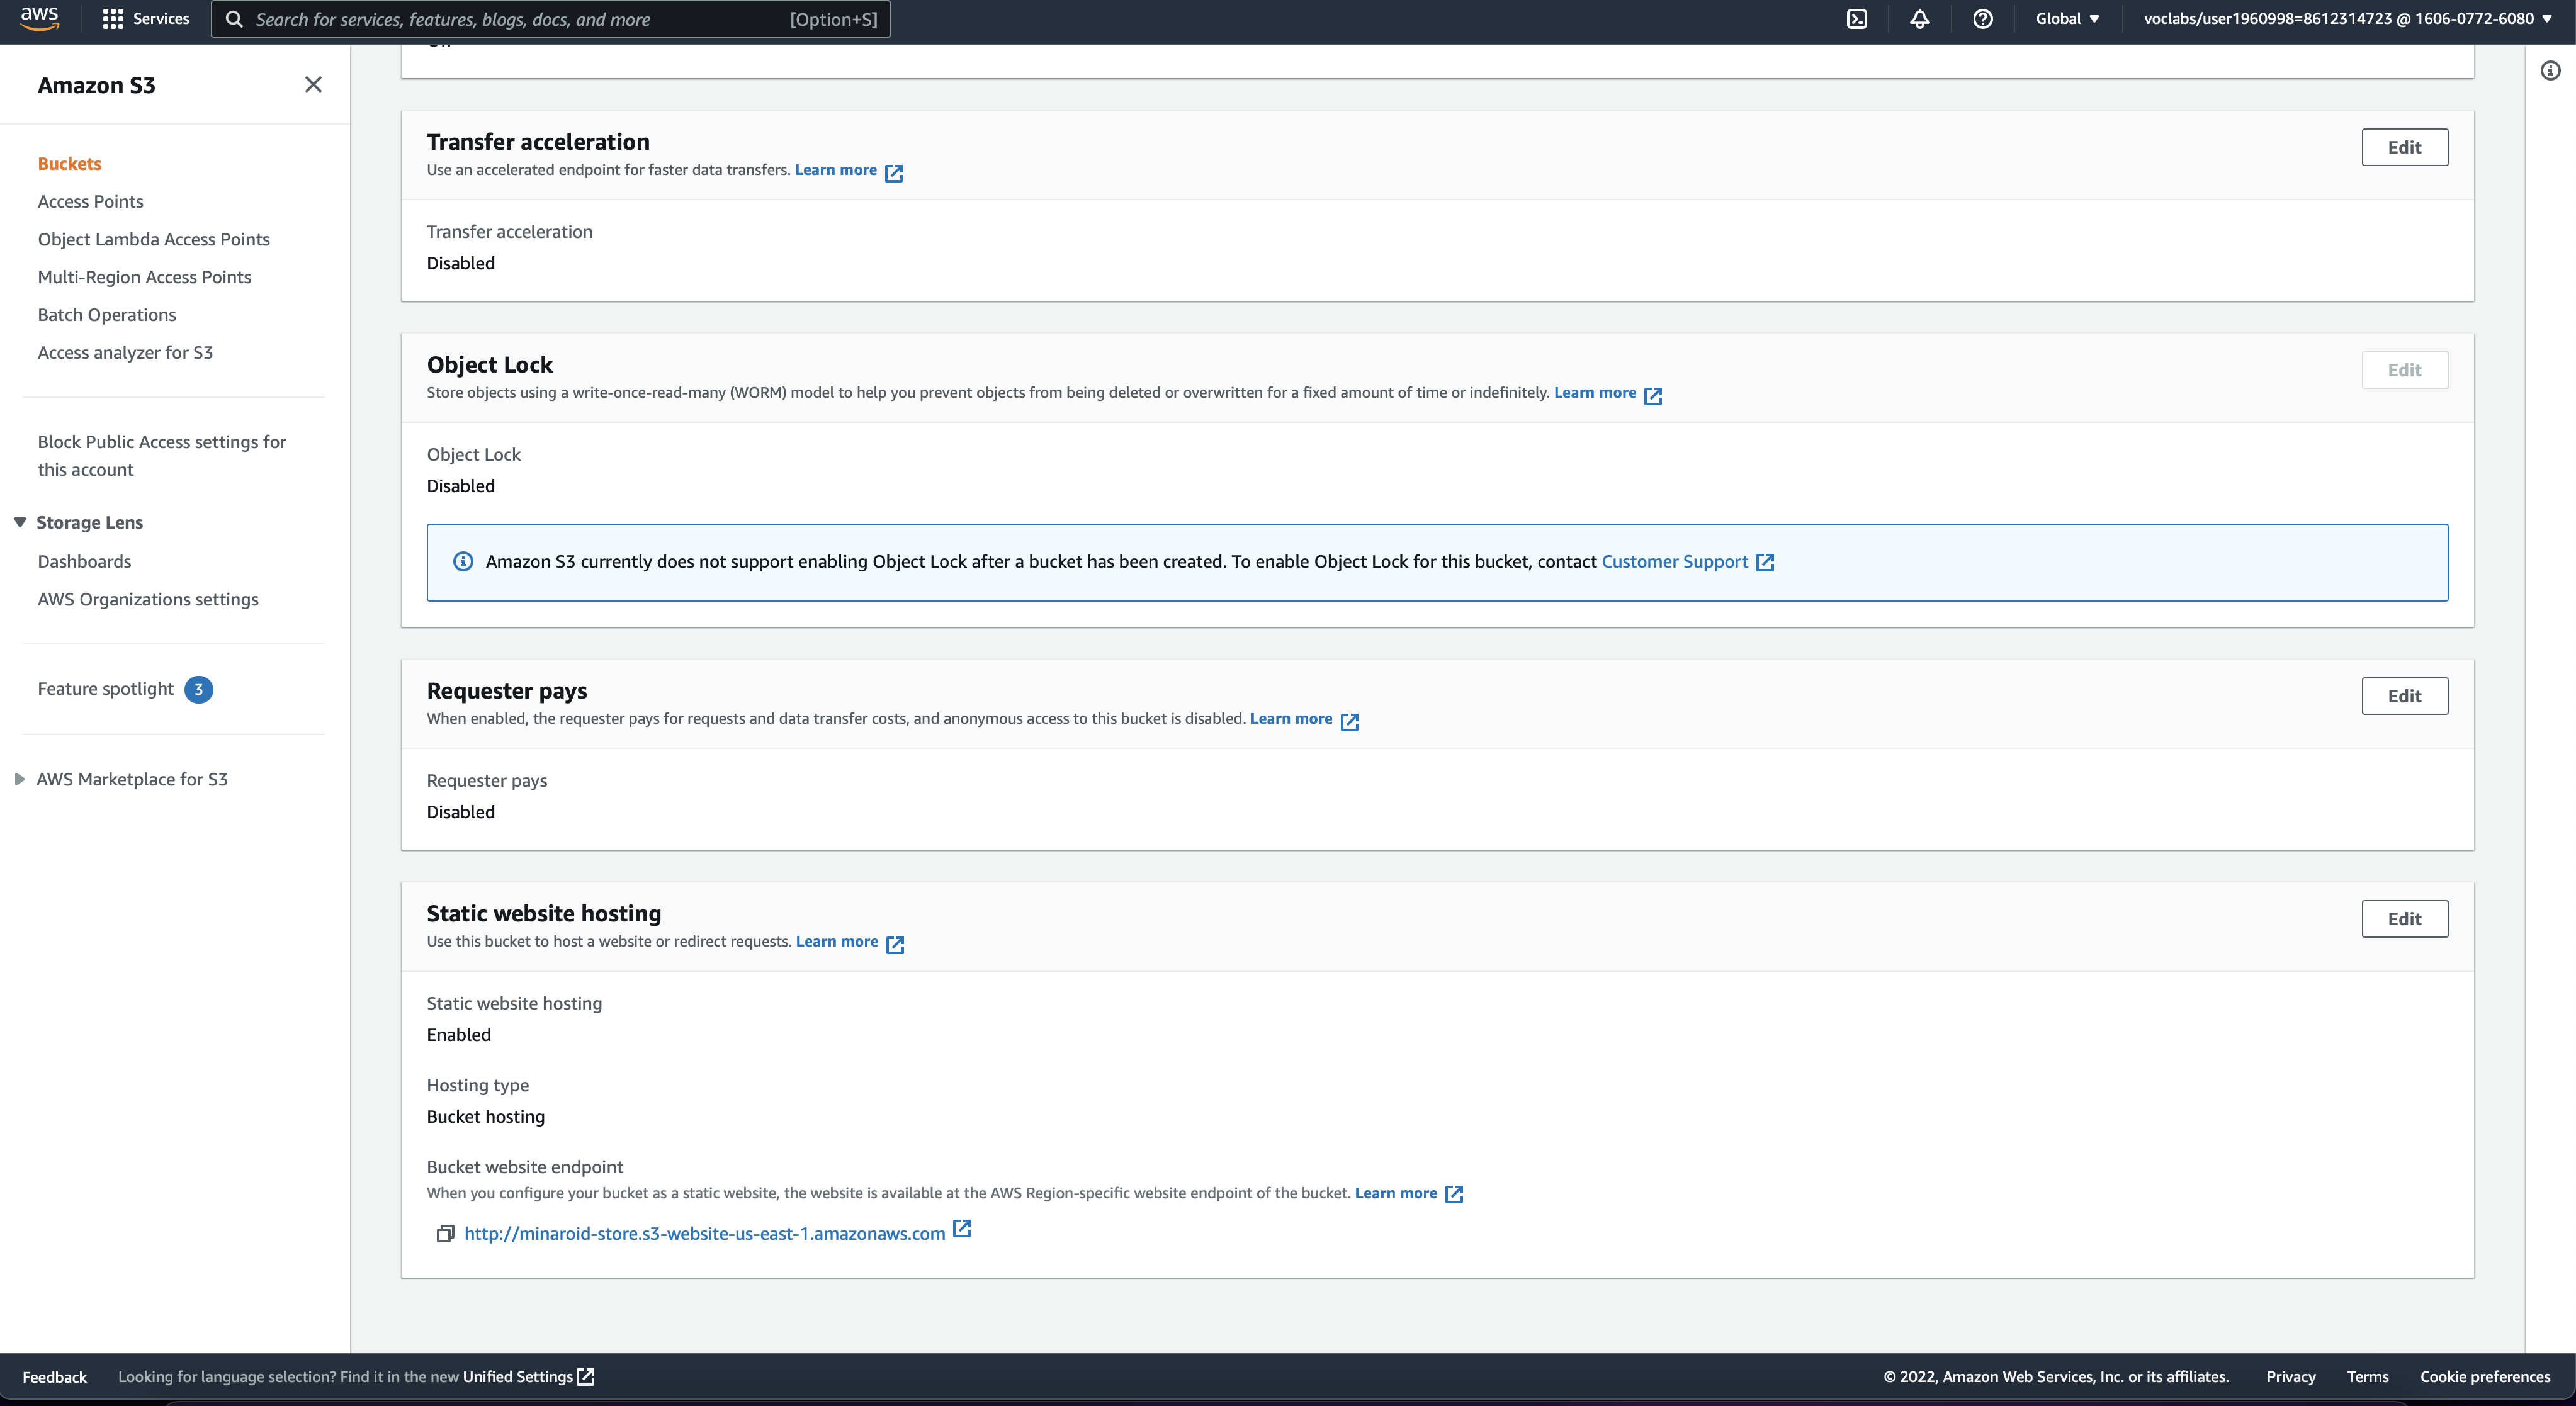 aws
Services
Search for services, features, blogs, docs, and more [Option+S]
Global
voclabs/user1960998=8612314723 @ 1606-0772-6080
Amazon S3
Buckets
Access Points
Object Lambda Access Points
Multi-Region Access Points
Batch Operations
Access analyzer for S3
Block Public Access settings for
this account
Storage Lens
Dashboards
AWS Organizations settings
Feature spotlight 3
AWS Marketplace for S3
Transfer acceleration
Edit
Use an accelerated endpoint for faster data transfers. Learn more
Transfer acceleration
Disabled
Object Lock
Edit
Store objects using a write-once-read-many (WORM) model to help you prevent objects from being deleted or overwritten for a fixed amount of time or indefinitely. Learn more
Object Lock
Disabled
Amazon S3 currently does not support enabling Object Lock after a bucket has been created. To enable Object Lock for this bucket, contact Customer Support
Requester pays
Edit
When enabled, the requester pays for requests and data transfer costs, and anonymous access to this bucket is disabled. Learn more
Requester pays
Disabled
Static website hosting
Edit
Use this bucket to host a website or redirect requests. Learn more
Static website hosting
Enabled
Hosting type
Bucket hosting
Bucket website endpoint
When you configure your bucket as a static website, the website is available at the AWS Region-specific website endpoint of the bucket. Learn more
http://minaroid-store.s3-website-us-east-1.amazonaws.com
Feedback
Looking for language selection? Find it in the new Unified Settings
© 2022, Amazon Web Services, Inc. or its affiliates.
Privacy
Terms
Cookie preferences